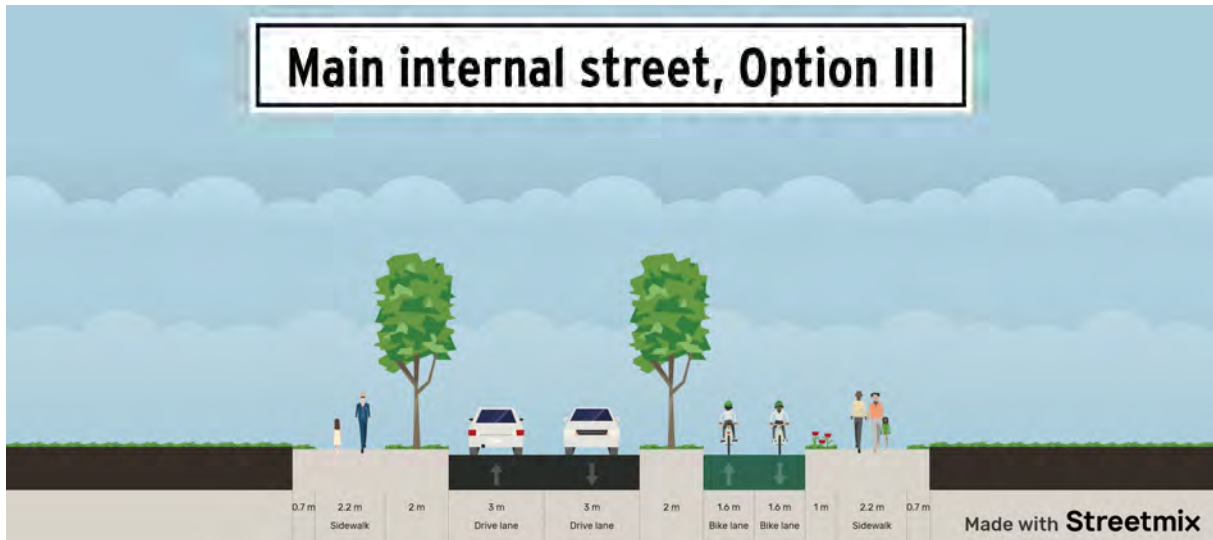 Main internal street, Option III
0.7 m 2.2 m 2 m 3 m 3 m 2 m 1.6 m 1.6 m 1 m 2.2 m 0.7 m
Sidewalk Drive lane Drive lane Bike lane Bike lane Sidewalk
Made with Streetmix